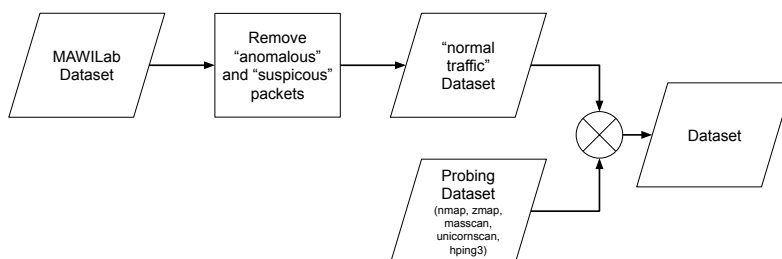 MAWILab
Dataset
Remove
“anomalous”
and “suspicous”
packets
“normal
traffic”
Dataset
Dataset
Probing
Dataset
(nmap, zmap,
masscan,
unicornscan,
hping3)